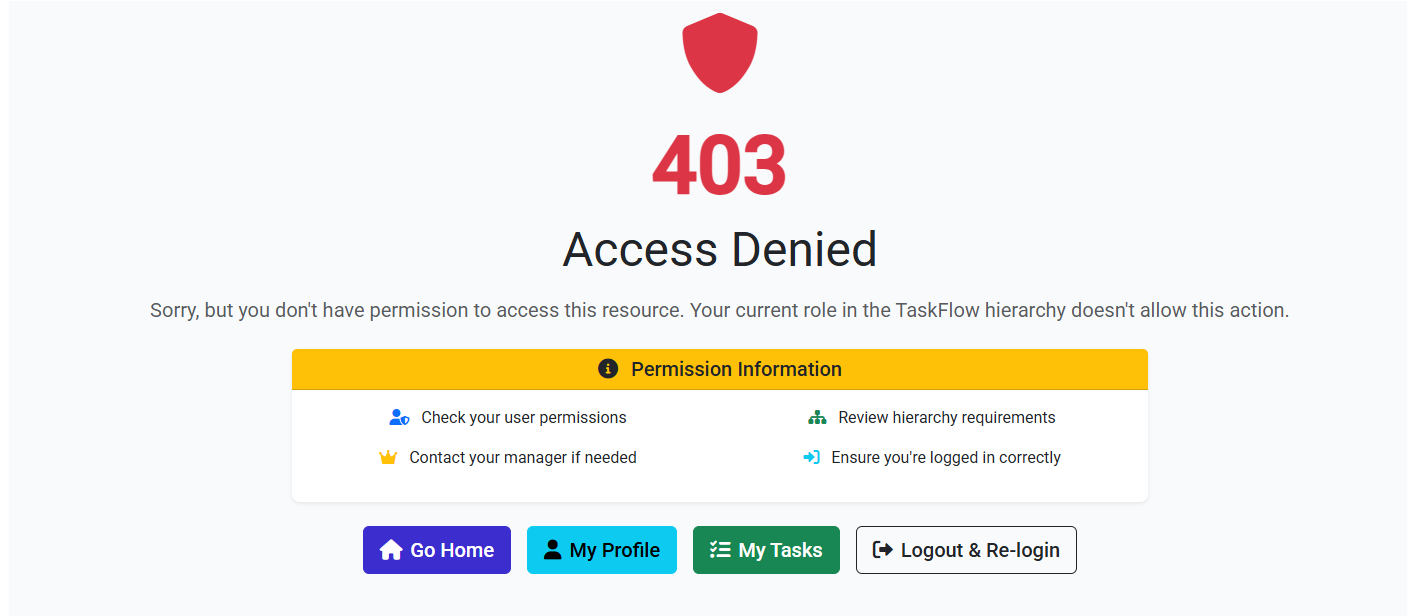 403
Access Denied
Sorry, but you don't have permission to access this resource. Your current role in the TaskFlow hierarchy doesn't allow this action.
Permission Information
Check your user permissions
Review hierarchy requirements
Contact your manager if needed
Ensure you're logged in correctly
Go Home
My Profile
My Tasks
Logout & Re-login